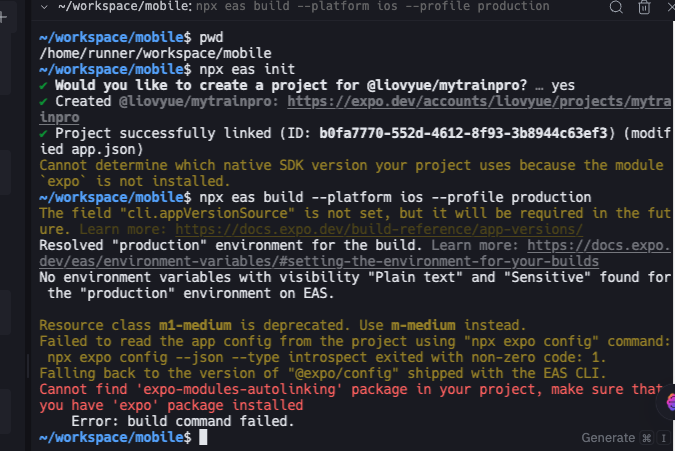 ~/workspace/mobile: npx eas build --platform ios --profile production
~/workspace/mobile$ pwd
/home/runner/workspace/mobile
~/workspace/mobile$ npx eas init
✔ Would you like to create a project for @liovyue/mytrainpro? … yes
✔ Created @liovyue/mytrainpro: https://expo.dev/accounts/liovyue/projects/mytra
inpro
✔ Project successfully linked (ID: b0fa7770-552d-4612-8f93-3b8944c63ef3) (modif
ied app.json)
Cannot determine which native SDK version your project uses because the module
`expo` is not installed.
~/workspace/mobile$ npx eas build --platform ios --profile production
The field "cli.appVersionSource" is not set, but it will be required in the fut
ure. Learn more: https://docs.expo.dev/build-reference/app-versions/
Resolved "production" environment for the build. Learn more: https://docs.expo.
dev/eas/environment-variables/#setting-the-environment-for-your-builds
No environment variables with visibility "Plain text" and "Sensitive" found for
the "production" environment on EAS.
Resource class m1-medium is deprecated. Use m-medium instead.
Failed to read the app config from the project using "npx expo config" command:
npx expo config --json --type introspect exited with non-zero code: 1.
Falling back to the version of "@expo/config" shipped with the EAS CLI.
Cannot find 'expo-modules-autolinking' package in your project, make sure that
you have 'expo' package installed
Error: build command failed.
~/workspace/mobile$
Generate ⌘ I